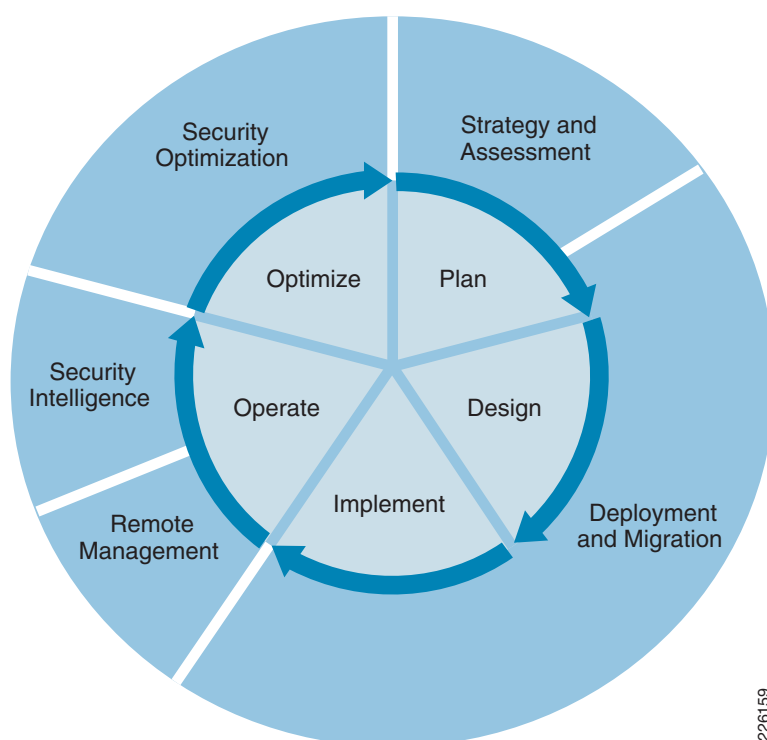 Security
Optimization
Strategy and
Assessment
Optimize
Plan
Security
Intelligence
Operate
Design
Implement
Remote
Management
Deployment
and Migration
226159